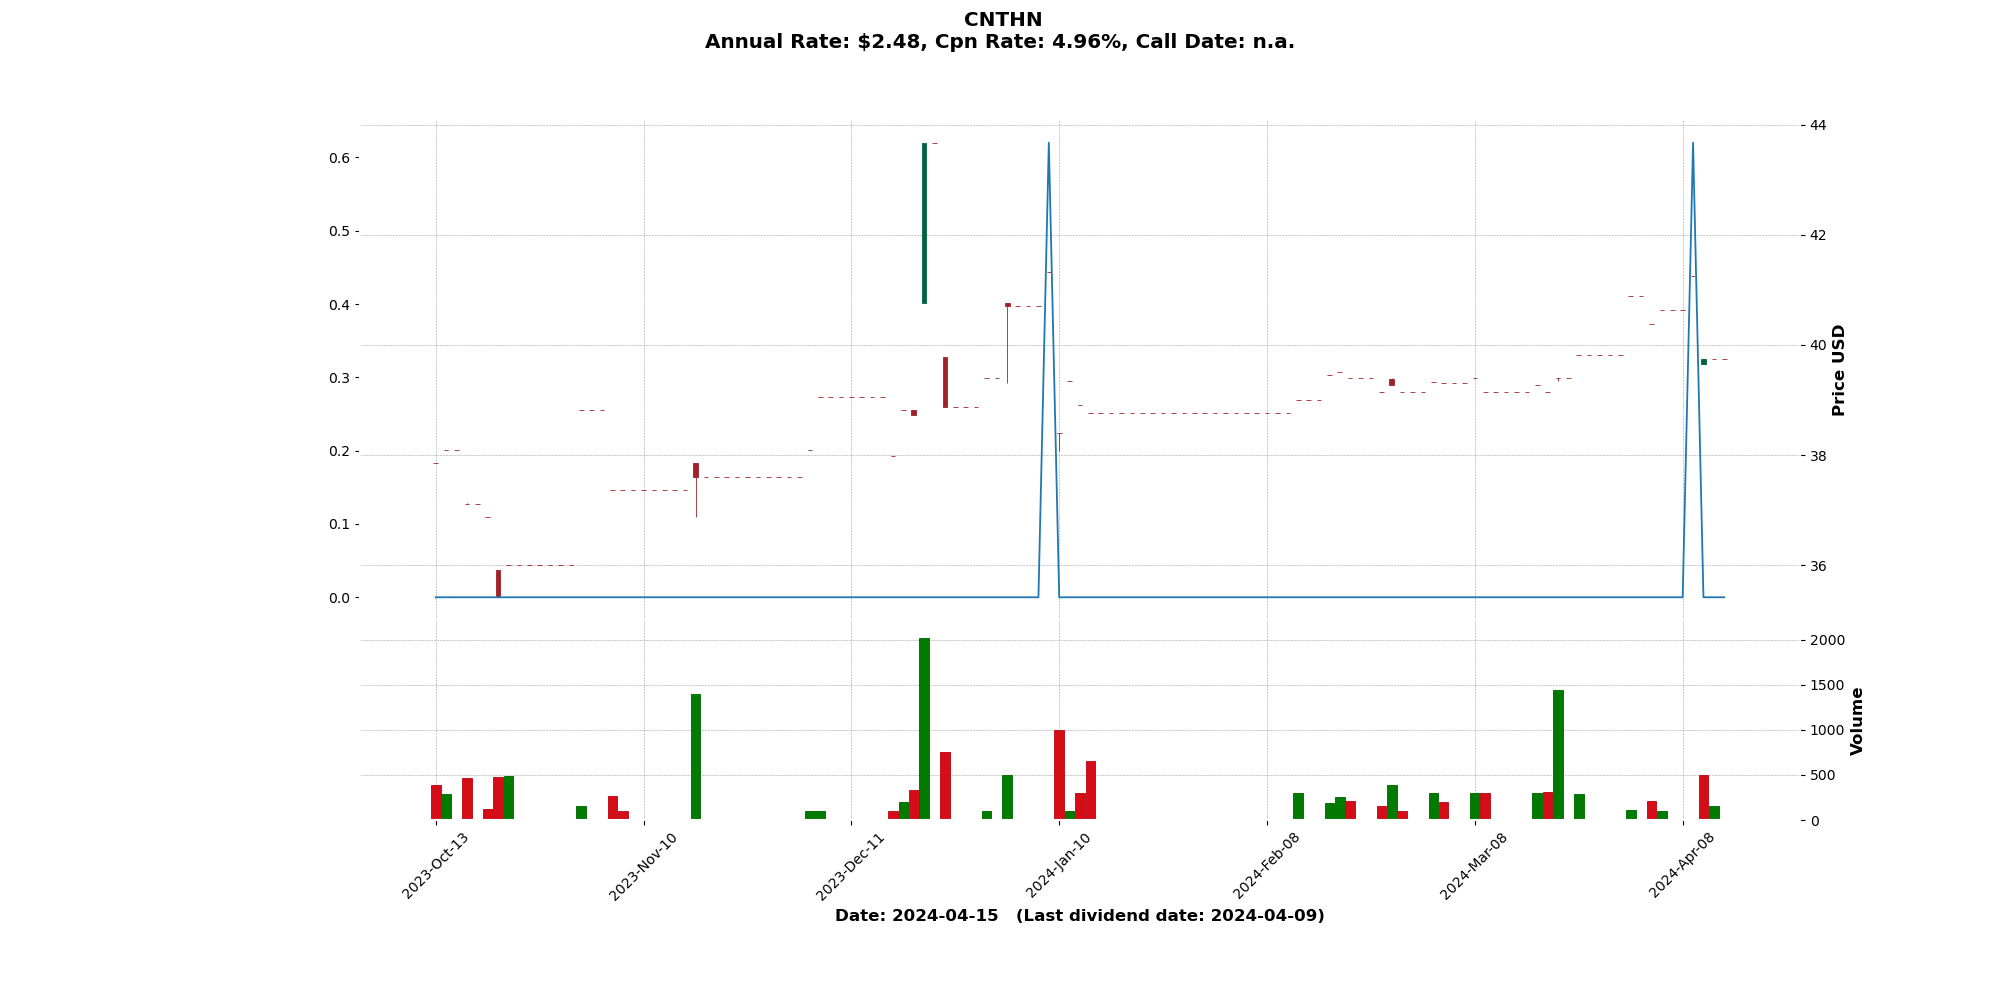 CNTHN
Annual Rate: $2.48, Cpn Rate: 4.96%, Call Date: n.a.
0.6
0.5
0.4
0.3
0.2
0.1
0.0
44
42
40
38
36
Price USD
2000
1500
1000
500
0
Volume
2023-Oct-13
2023-Nov-10
2023-Dec-11
2024-Jan-10
2024-Feb-08
2024-Mar-08
2024-Apr-08
Date: 2024-04-15 (Last dividend date: 2024-04-09)